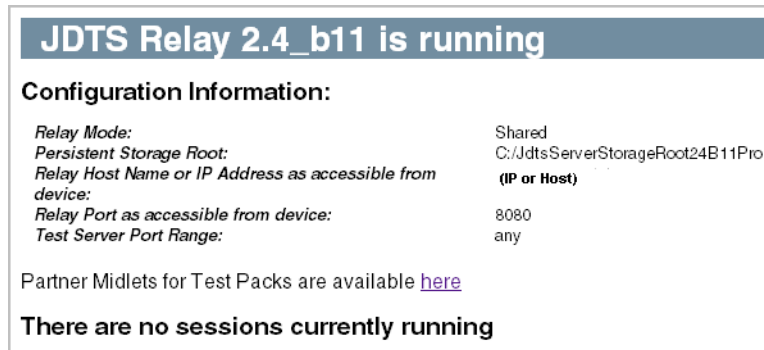 JDTS Relay 2.4_b11 is running
Configuration Information:
Relay Mode: Shared
Persistent Storage Root: C:/JdtsServerStorageRoot24B11Pro
Relay Host Name or IP Address as accessible from (IP or Host)
device:
Relay Port as accessible from device: 8080
Test Server Port Range: any
Partner Midlets for Test Packs are available here
There are no sessions currently running